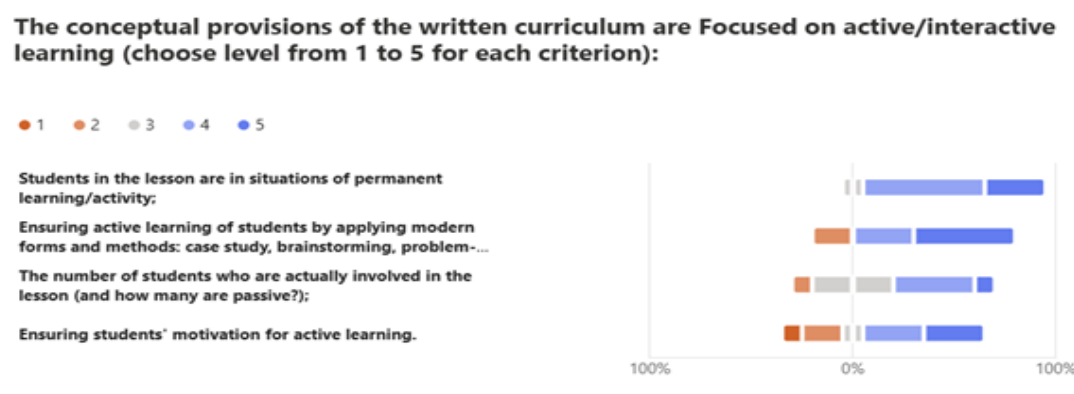 The conceptual provisions of the written curriculum are Focused on active/interactive
learning (choose level from 1 to 5 for each criterion):
1 2 3 4 5
Students in the lesson are in situations of permanent
learning/activity;
Ensuring active learning of students by applying modern
forms and methods: case study, brainstorming, problem-...
The number of students who are actually involved in the
lesson (and how many are passive?);
Ensuring students' motivation for active learning.
100% 0% 100%